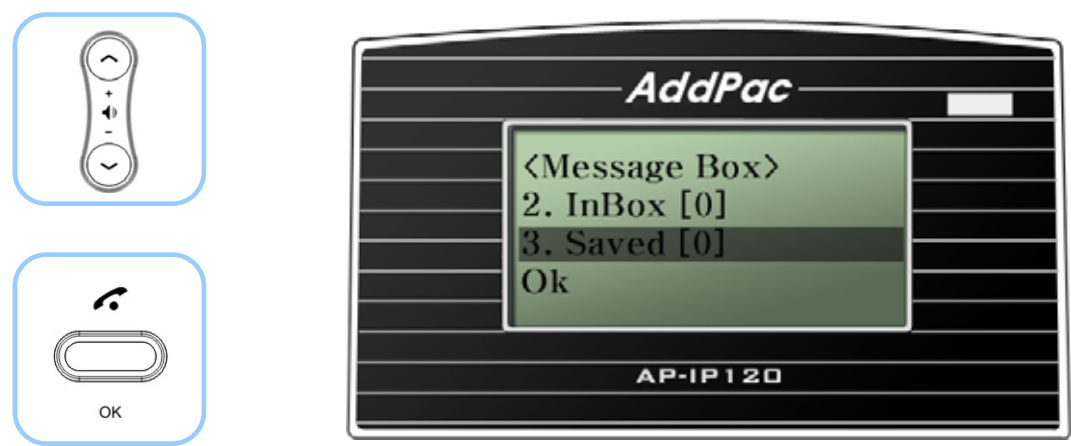 +
-
OK
AddPac
<Message Box>
2. InBox [0]
3. Saved [0]
Ok
AP-IP120